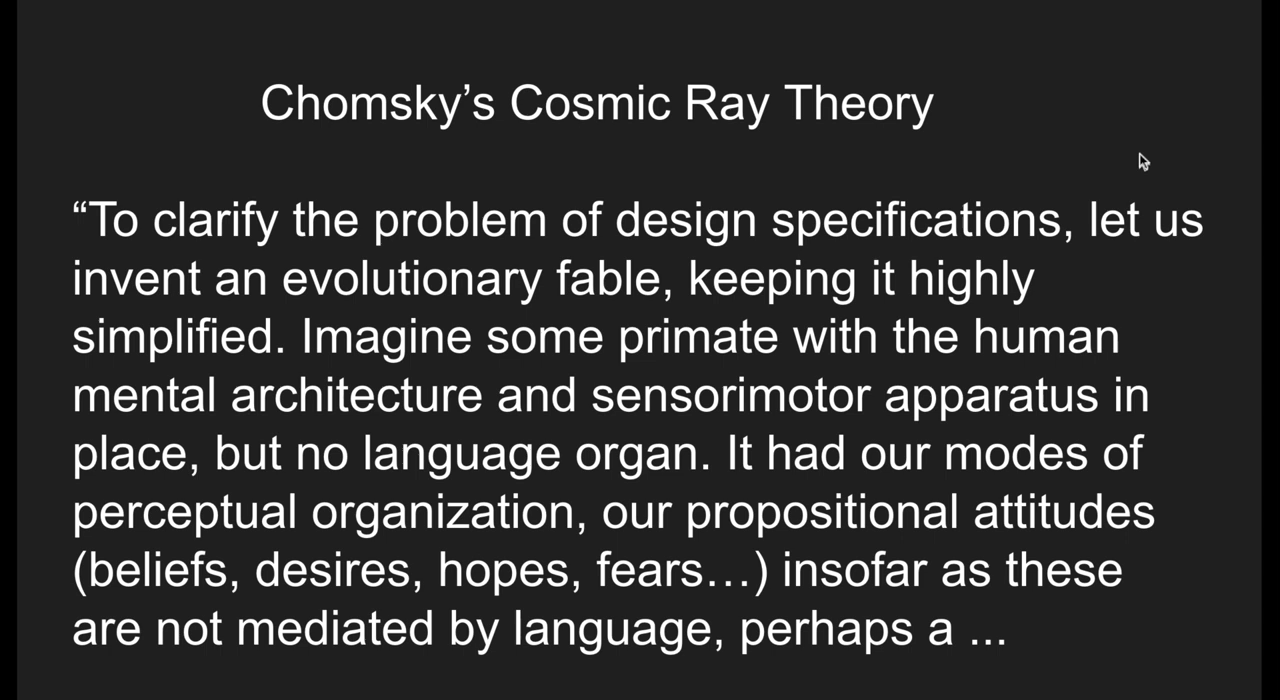 Chomsky’s Cosmic Ray Theory
“To clarify the problem of design specifications, let us
invent an evolutionary fable, keeping it highly
simplified. Imagine some primate with the human
mental architecture and sensorimotor apparatus in
place, but no language organ. It had our modes of
perceptual organization, our propositional attitudes
(beliefs, desires, hopes, fears…) insofar as these
are not mediated by language, perhaps a ...